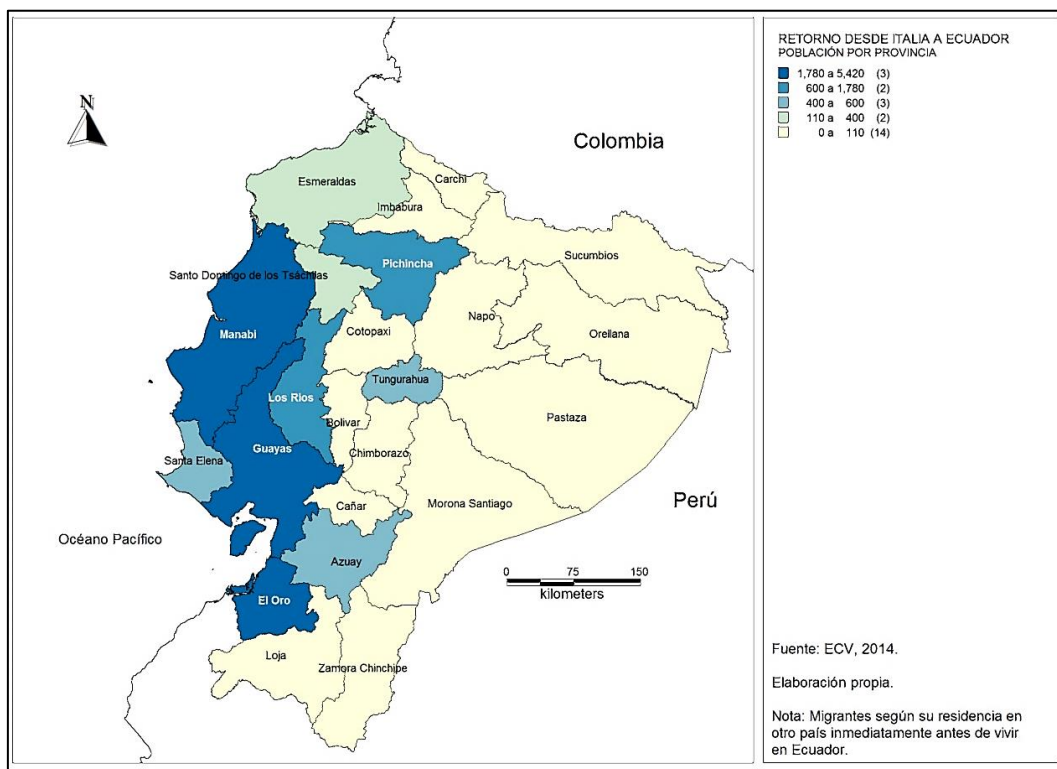 N
Colombia
Carchi
Esmeraldas
Imbabura
Sucumbios
Pichincha
Santo Domingo de los Tsáchilas
Napo
Manabi
Cotopaxi
Orellana
Tungurahua
Los Rios
Pastaza
Bolivar
Guayas
Chimborazo
Santa Elena
Cañar
Morona Santiago
Perú
Océano Pacífico
Azuay
0 75 150
kilometers
El Oro
Loja
Zamora Chinchipe
RETORNO DESDE ITALIA A ECUADOR
POBLACIÓN POR PROVINCIA
1,780 a 5,420 (3)
600 a 1,780 (2)
400 a 600 (3)
110 a 400 (2)
0 a 110 (14)
Fuente: ECV, 2014.
Elaboración propia.
Nota: Migrantes según su residencia en
otro país inmediatamente antes de vivir
en Ecuador.